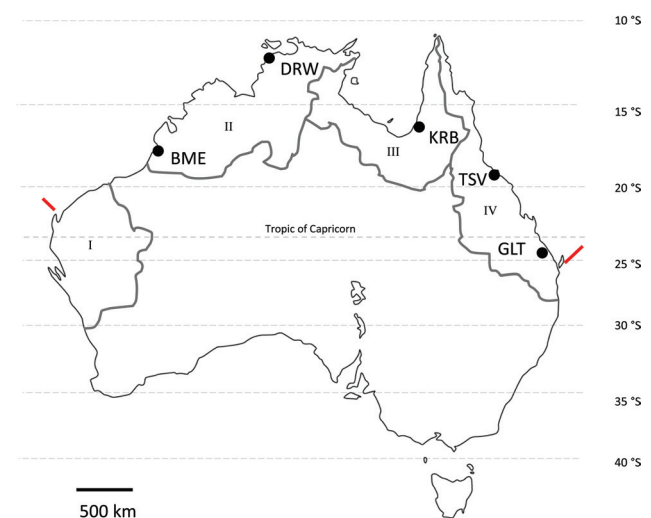 10 °S
DRW
15 °S
II
KRB
III
BME
TSV
20 °S
IV
Tropic of Capricorn
I
GLT
25 °S
30 °S
35 °S
40 °S
500 km